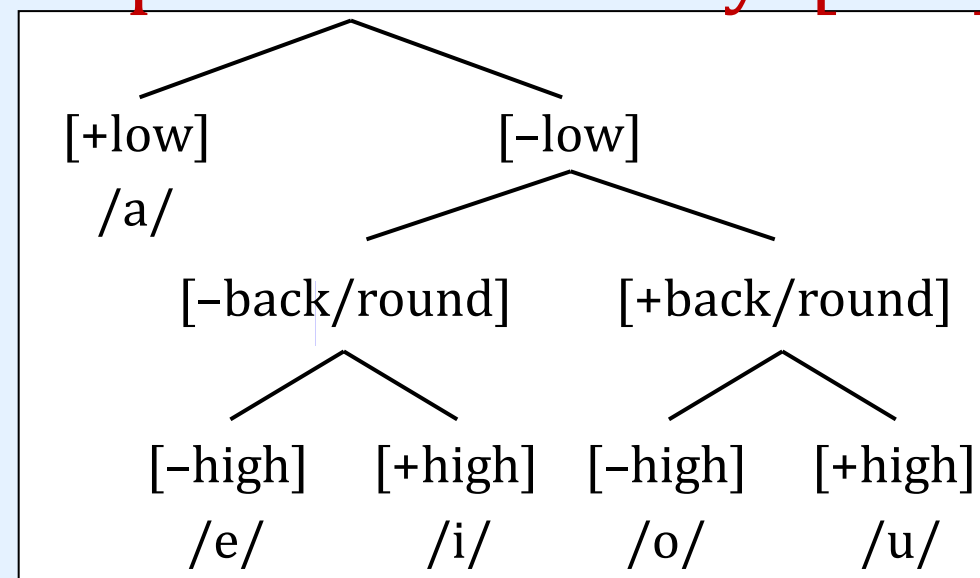 [+low] [–low]
/a/
[–back/round] [+back/round]
[–high] [+high] [–high] [+high]
/e/ /i/ /o/ /u/